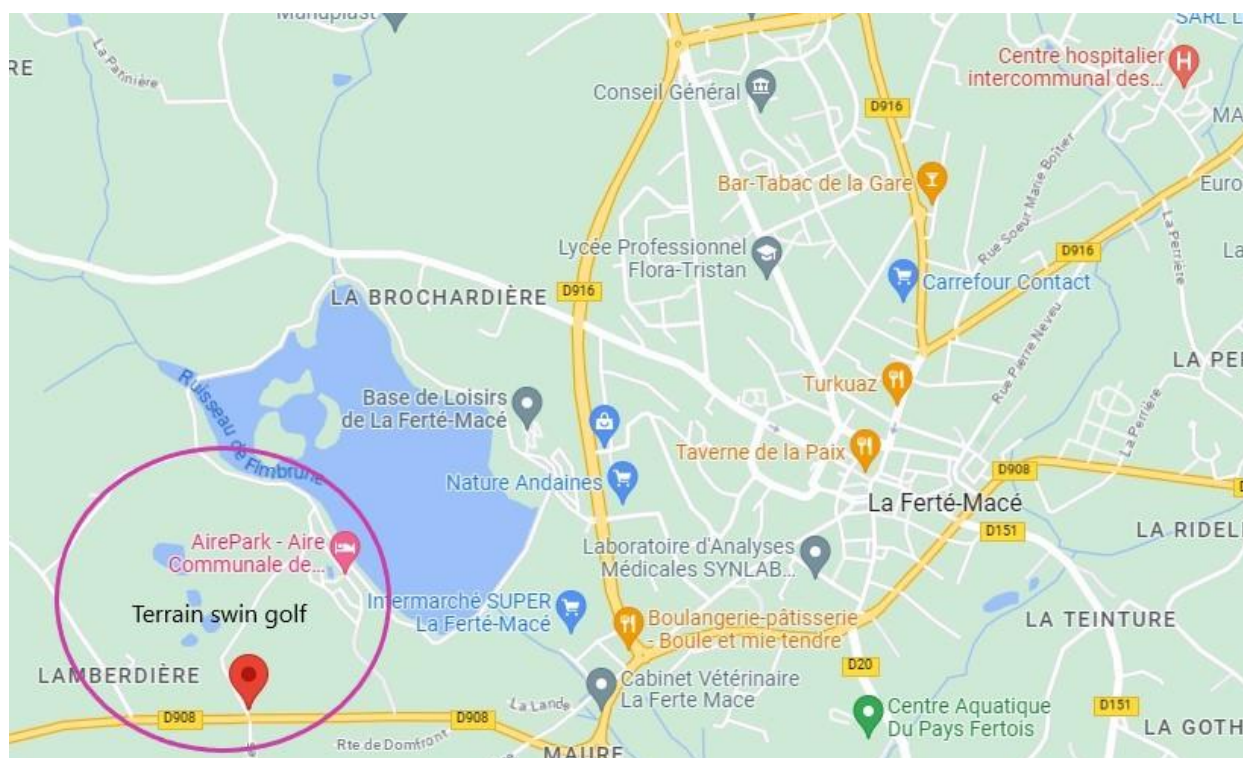 SARL L
La Patinière
RE
Centre hospitalier
intercommunal des...
H
Conseil Général
D916
MA
Rue Soeur Marie Boîtier
Bar-Tabac de la Gare
Euro
La Perrière
Lycée Professionnel
Flora-Tristan
D916
La
Carrefour Contact
LA BROCHARDIÈRE
D916
Rue Pierre Neveu
LA PE
Ruisseau de Fimbrune
Turkuaz
Base de Loisirs
de La Ferté-Macé
La Perrière
Taverne de la Paix
D908
Nature Andaines
La Ferté-Macé
D151
LA RIDEL
AirePark - Aire
Communale de...
Laboratoire d'Analyses
Médicales SYNLAB...
Terrain swin golf
Intermarché SUPER
La Ferté-Macé
Boulangerie-pâtisserie
- Boule et mie tendre
LA TEINTURE
LAMBERDIÈRE
D20
Cabinet Vétérinaire
La Ferte Mace
La Lande
D908
D908
Centre Aquatique
Du Pays Fertois
D151
LA GOTH
Rte de Domfront
MAURE